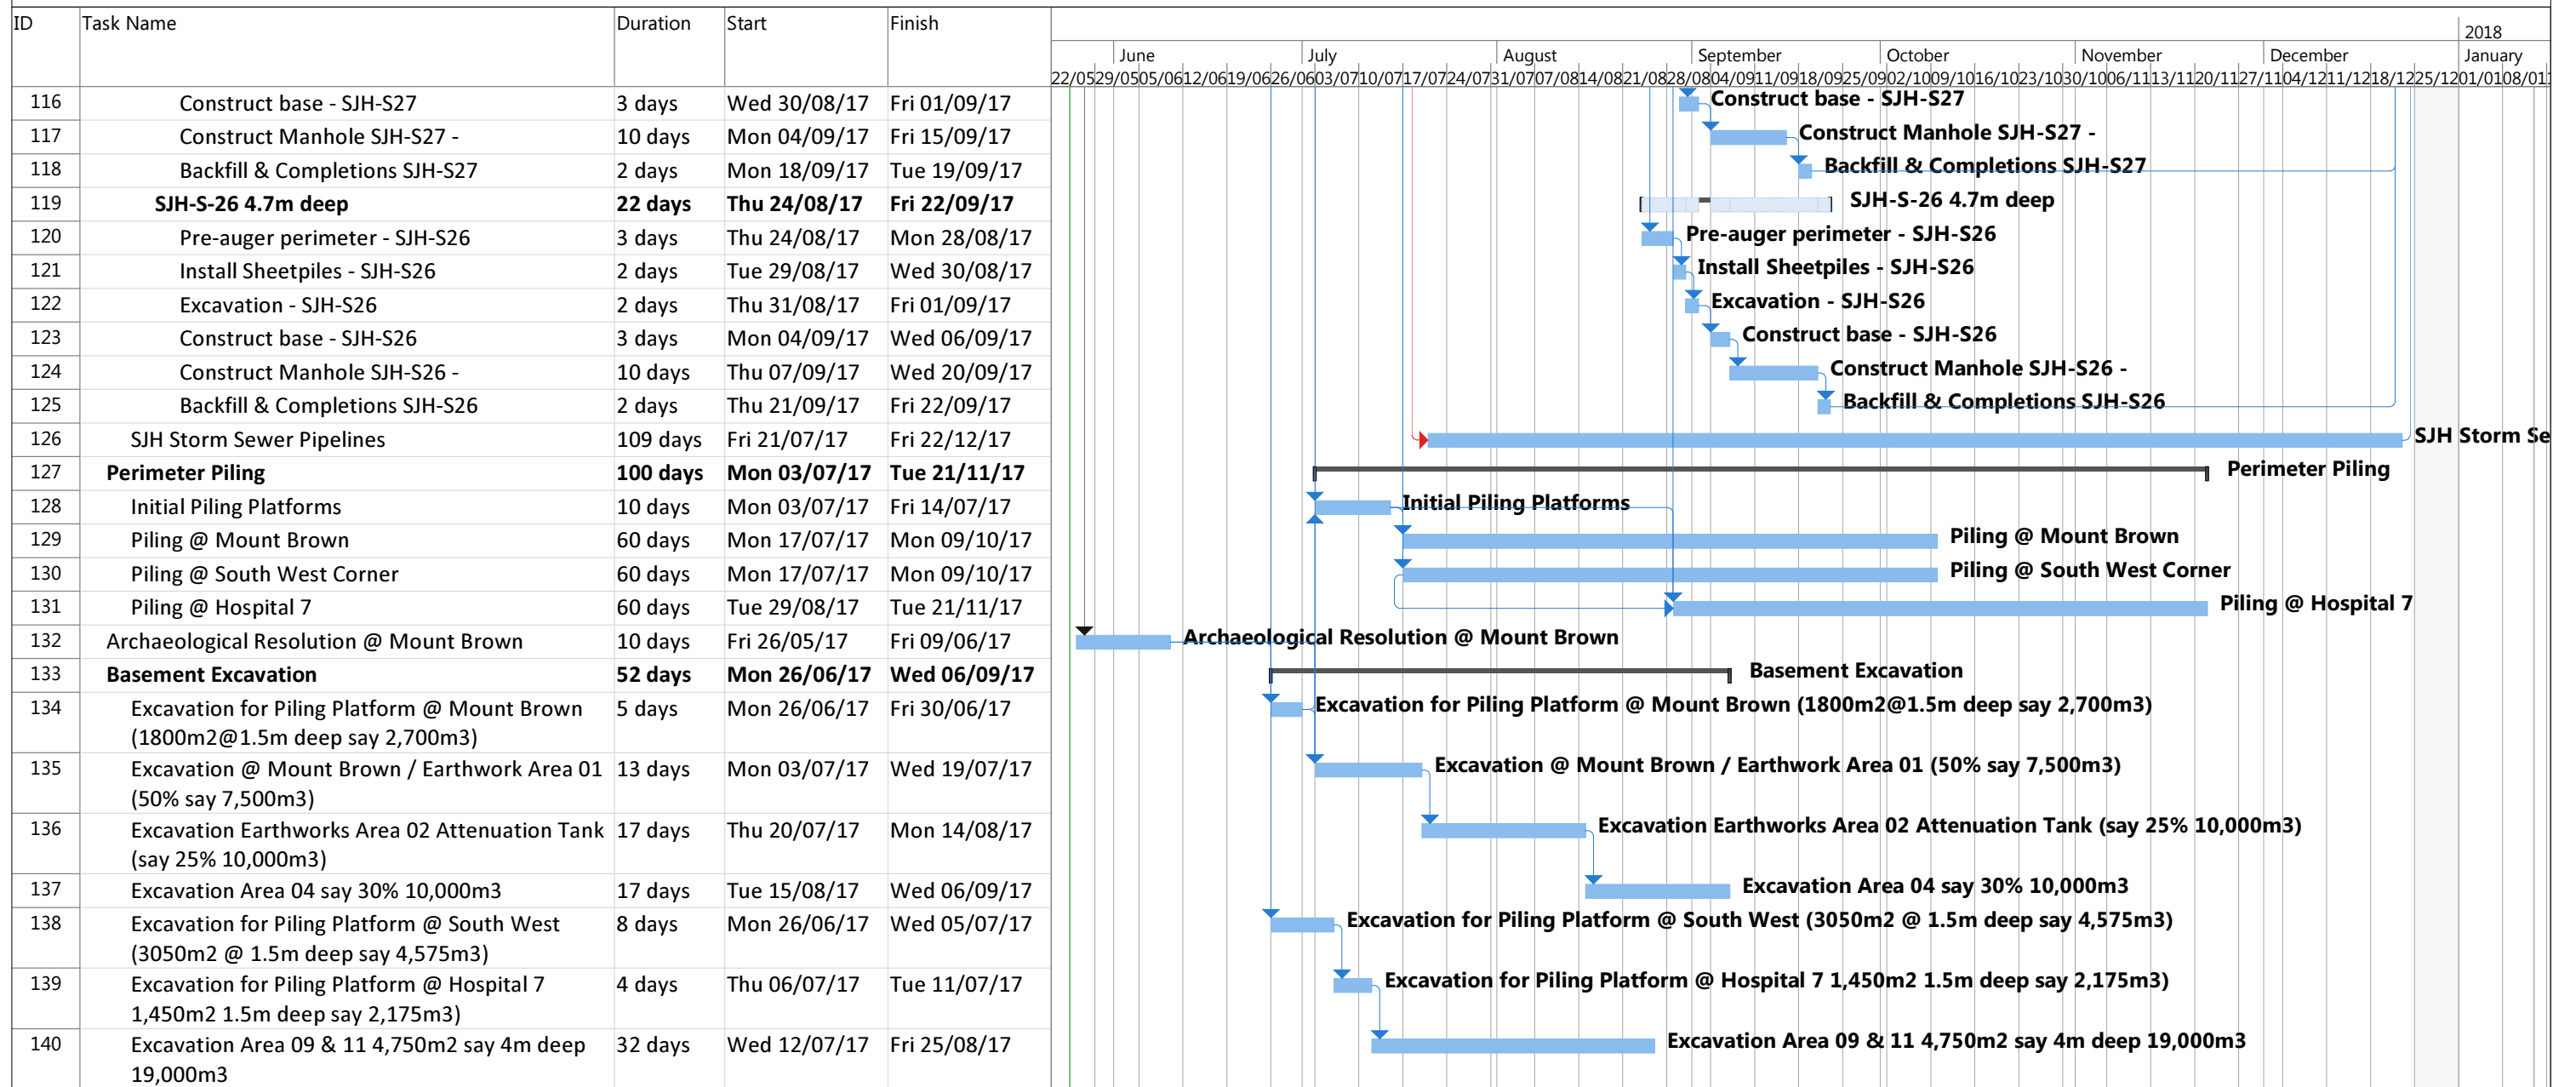 ID Task Name Duration Start Finish
2018
June July August September October November December January
22/05 29/05 05/06 12/06 19/06 26/06 03/07 10/07 17/07 24/07 31/07 07/08 14/08 21/08 28/08 04/09 11/09 18/09 25/09 02/10 09/10 16/10 23/10 30/10 06/11 13/11 20/11 27/11 04/12 11/12 18/12 25/12 01/01 08/01
116 Construct base - SJH-S27 3 days Wed 30/08/17 Fri 01/09/17 Construct base - SJH-S27
117 Construct Manhole SJH-S27 - 10 days Mon 04/09/17 Fri 15/09/17 Construct Manhole SJH-S27 -
118 Backfill & Completions SJH-S27 2 days Mon 18/09/17 Tue 19/09/17 Backfill & Completions SJH-S27
119 SJH-S-26 4.7m deep 22 days Thu 24/08/17 Fri 22/09/17 SJH-S-26 4.7m deep
120 Pre-auger perimeter - SJH-S26 3 days Thu 24/08/17 Mon 28/08/17 Pre-auger perimeter - SJH-S26
121 Install Sheetpiles - SJH-S26 2 days Tue 29/08/17 Wed 30/08/17 Install Sheetpiles - SJH-S26
122 Excavation - SJH-S26 2 days Thu 31/08/17 Fri 01/09/17 Excavation - SJH-S26
123 Construct base - SJH-S26 3 days Mon 04/09/17 Wed 06/09/17 Construct base - SJH-S26
124 Construct Manhole SJH-S26 - 10 days Thu 07/09/17 Wed 20/09/17 Construct Manhole SJH-S26 -
125 Backfill & Completions SJH-S26 2 days Thu 21/09/17 Fri 22/09/17 Backfill & Completions SJH-S26
126 SJH Storm Sewer Pipelines 109 days Fri 21/07/17 Fri 22/12/17 SJH Storm Se
127 Perimeter Piling 100 days Mon 03/07/17 Tue 21/11/17 Perimeter Piling
128 Initial Piling Platforms 10 days Mon 03/07/17 Fri 14/07/17 Initial Piling Platforms
129 Piling @ Mount Brown 60 days Mon 17/07/17 Mon 09/10/17 Piling @ Mount Brown
130 Piling @ South West Corner 60 days Mon 17/07/17 Mon 09/10/17 Piling @ South West Corner
131 Piling @ Hospital 7 60 days Tue 29/08/17 Tue 21/11/17 Piling @ Hospital 7
132 Archaeological Resolution @ Mount Brown 10 days Fri 26/05/17 Fri 09/06/17 Archaeological Resolution @ Mount Brown
133 Basement Excavation 52 days Mon 26/06/17 Wed 06/09/17 Basement Excavation
134 Excavation for Piling Platform @ Mount Brown 5 days Mon 26/06/17 Fri 30/06/17 Excavation for Piling Platform @ Mount Brown (1800m2@1.5m deep say 2,700m3)
(1800m2@1.5m deep say 2,700m3)
135 Excavation @ Mount Brown / Earthwork Area 01 13 days Mon 03/07/17 Wed 19/07/17 Excavation @ Mount Brown / Earthwork Area 01 (50% say 7,500m3)
(50% say 7,500m3)
136 Excavation Earthworks Area 02 Attenuation Tank 17 days Thu 20/07/17 Mon 14/08/17 Excavation Earthworks Area 02 Attenuation Tank (say 25% 10,000m3)
(say 25% 10,000m3)
137 Excavation Area 04 say 30% 10,000m3 17 days Tue 15/08/17 Wed 06/09/17 Excavation Area 04 say 30% 10,000m3
138 Excavation for Piling Platform @ South West 8 days Mon 26/06/17 Wed 05/07/17 Excavation for Piling Platform @ South West (3050m2 @ 1.5m deep say 4,575m3)
(3050m2 @ 1.5m deep say 4,575m3)
139 Excavation for Piling Platform @ Hospital 7 4 days Thu 06/07/17 Tue 11/07/17 Excavation for Piling Platform @ Hospital 7 1,450m2 1.5m deep say 2,175m3)
1,450m2 1.5m deep say 2,175m3)
140 Excavation Area 09 & 11 4,750m2 say 4m deep 32 days Wed 12/07/17 Fri 25/08/17 Excavation Area 09 & 11 4,750m2 say 4m deep 19,000m3
19,000m3